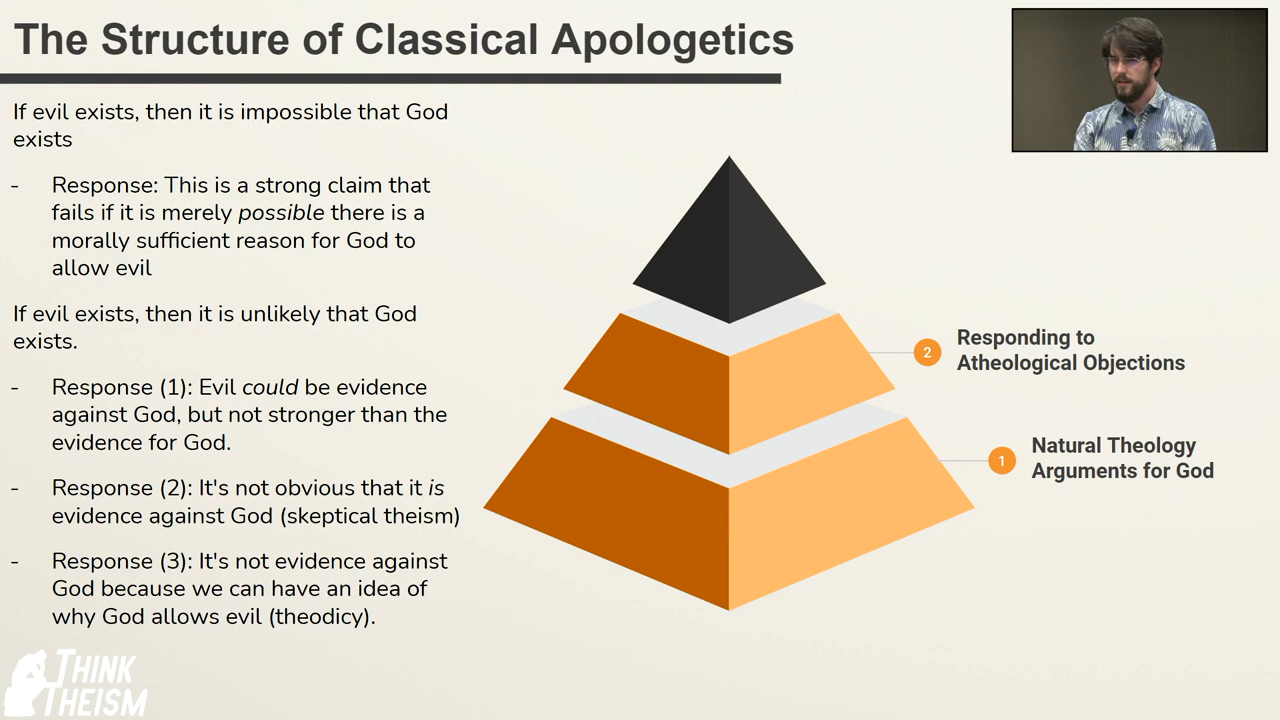 The Structure of Classical Apologetics
If evil exists, then it is impossible that God
exists
- Response: This is a strong claim that
fails if it is merely possible there is a
morally sufficient reason for God to
allow evil
If evil exists, then it is unlikely that God
exists.
- Response (1): Evil could be evidence
against God, but not stronger than the
evidence for God.
- Response (2): It's not obvious that it is
evidence against God (skeptical theism)
- Response (3): It's not evidence against
God because we can have an idea of
why God allows evil (theodicy).
2
Responding to
Atheological Objections
1
Natural Theology
Arguments for God
THINK
THEISM